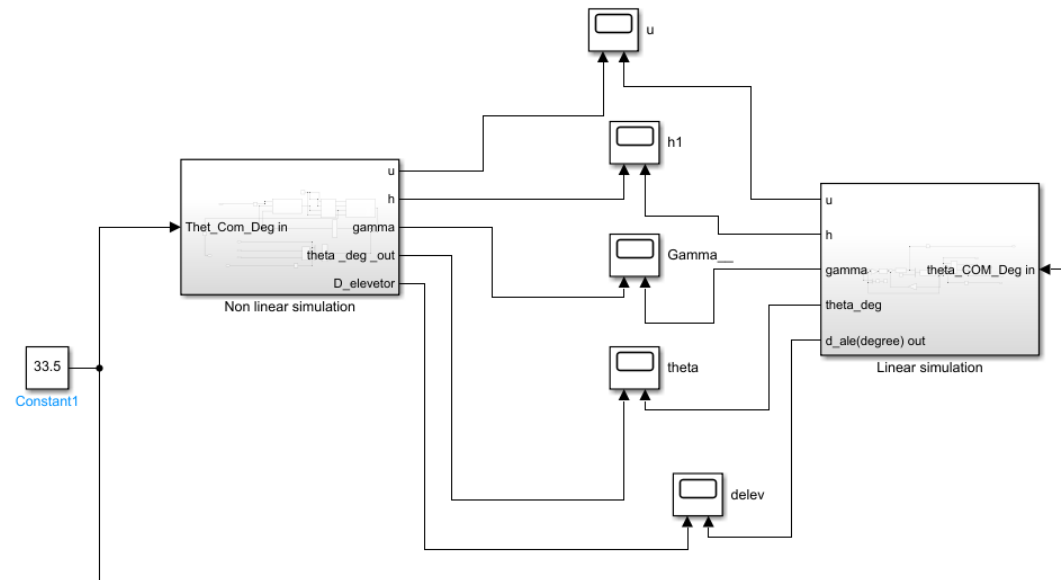 u
h1
u
h
Thet_Com_Deg in
gamma
theta _deg _out
D_elevetor
Non linear simulation
Gamma__
u
h
gamma
theta_COM_Deg in
theta_deg
d_ale(degree) out
Linear simulation
33.5
Constant1
theta
delev